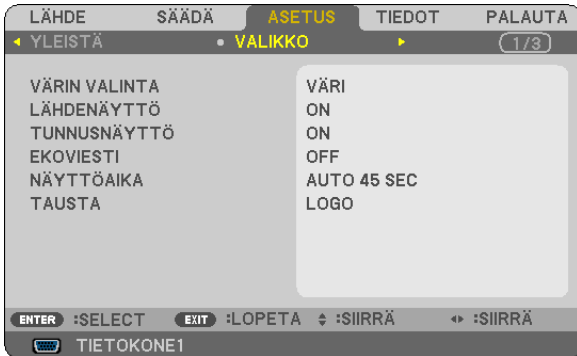 LÄHDE SÄÄDÄ ASETUS TIEDOT PALAUTA
YLEISTÄ VALIKKO 1/3
VÄRIN VALINTA VÄRI
LÄHDENÄYTTÖ ON
TUNNUSNÄYTTÖ ON
EKOVIESTI OFF
NÄYTTÖAIKA AUTO 45 SEC
TAUSTA LOGO
ENTER :SELECT EXIT :LOPETA :SIIRRÄ :SIIRRÄ
TIETOKONE1